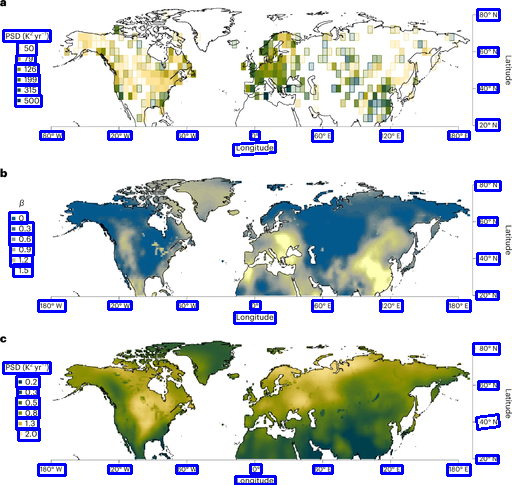 a
PSD (K² yr⁻¹)
50
79
126
199
315
500
80° N
60° N
40° N
20° N
Latitude
180° W
120° W
60° W
0°
60° E
120° E
180° E
Longitude
b
β
0
0.3
0.6
0.9
1.2
1.5
80° N
60° N
40° N
20° N
Latitude
180° W
120° W
60° W
0°
60° E
120° E
180° E
Longitude
c
PSD (K² yr⁻¹)
0.2
0.3
0.5
0.8
1.3
2.0
80° N
60° N
40° N
20° N
Latitude
180° W
120° W
60° W
0°
60° E
120° E
180° E
Longitude